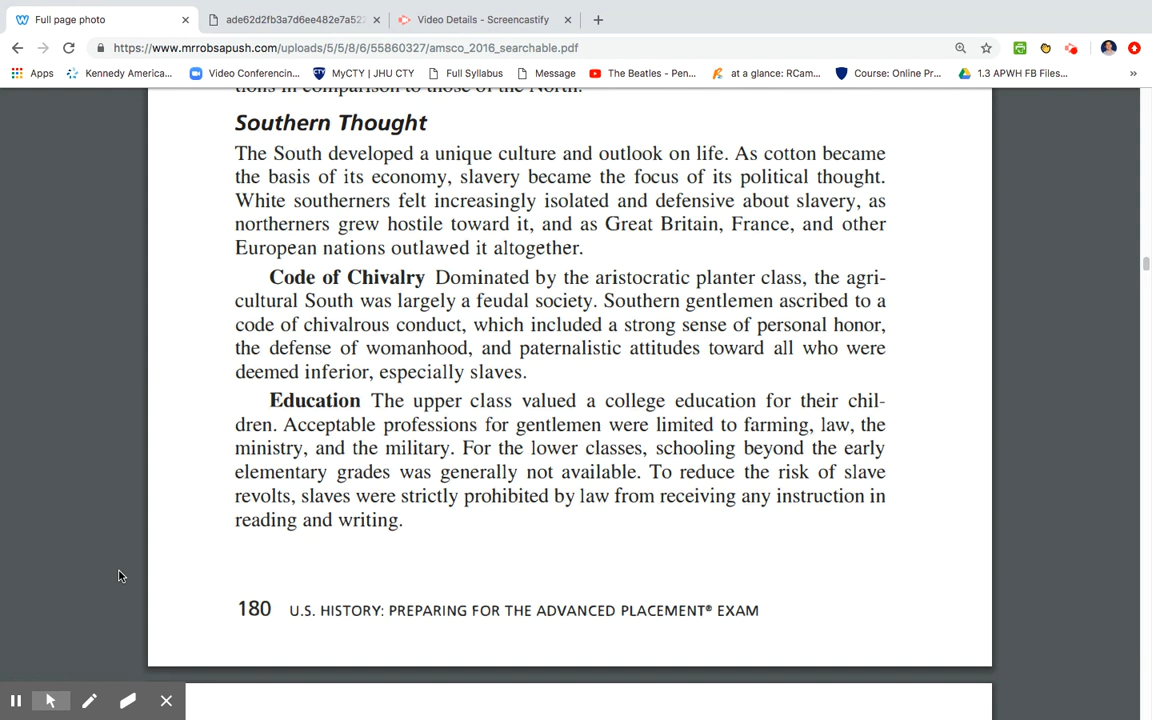 Full page photo
ade62d2fb3a7d6ee482e7a522
Video Details - Screencastify
https://www.mrrobsapush.com/uploads/5/5/8/6/55860327/amsco_2016_searchable.pdf
Apps Kennedy America... Video Conferencin... MyCTY | JHU CTY Full Syllabus Message The Beatles - Pen... at a glance: RCam... Course: Online Pr... 1.3 APWH FB Files... »
tions in comparison to those of the North.
Southern Thought
The South developed a unique culture and outlook on life. As cotton became
the basis of its economy, slavery became the focus of its political thought.
White southerners felt increasingly isolated and defensive about slavery, as
northerners grew hostile toward it, and as Great Britain, France, and other
European nations outlawed it altogether.
Code of Chivalry Dominated by the aristocratic planter class, the agri-
cultural South was largely a feudal society. Southern gentlemen ascribed to a
code of chivalrous conduct, which included a strong sense of personal honor,
the defense of womanhood, and paternalistic attitudes toward all who were
deemed inferior, especially slaves.
Education The upper class valued a college education for their chil-
dren. Acceptable professions for gentlemen were limited to farming, law, the
ministry, and the military. For the lower classes, schooling beyond the early
elementary grades was generally not available. To reduce the risk of slave
revolts, slaves were strictly prohibited by law from receiving any instruction in
reading and writing.
180 U.S. HISTORY: PREPARING FOR THE ADVANCED PLACEMENT® EXAM